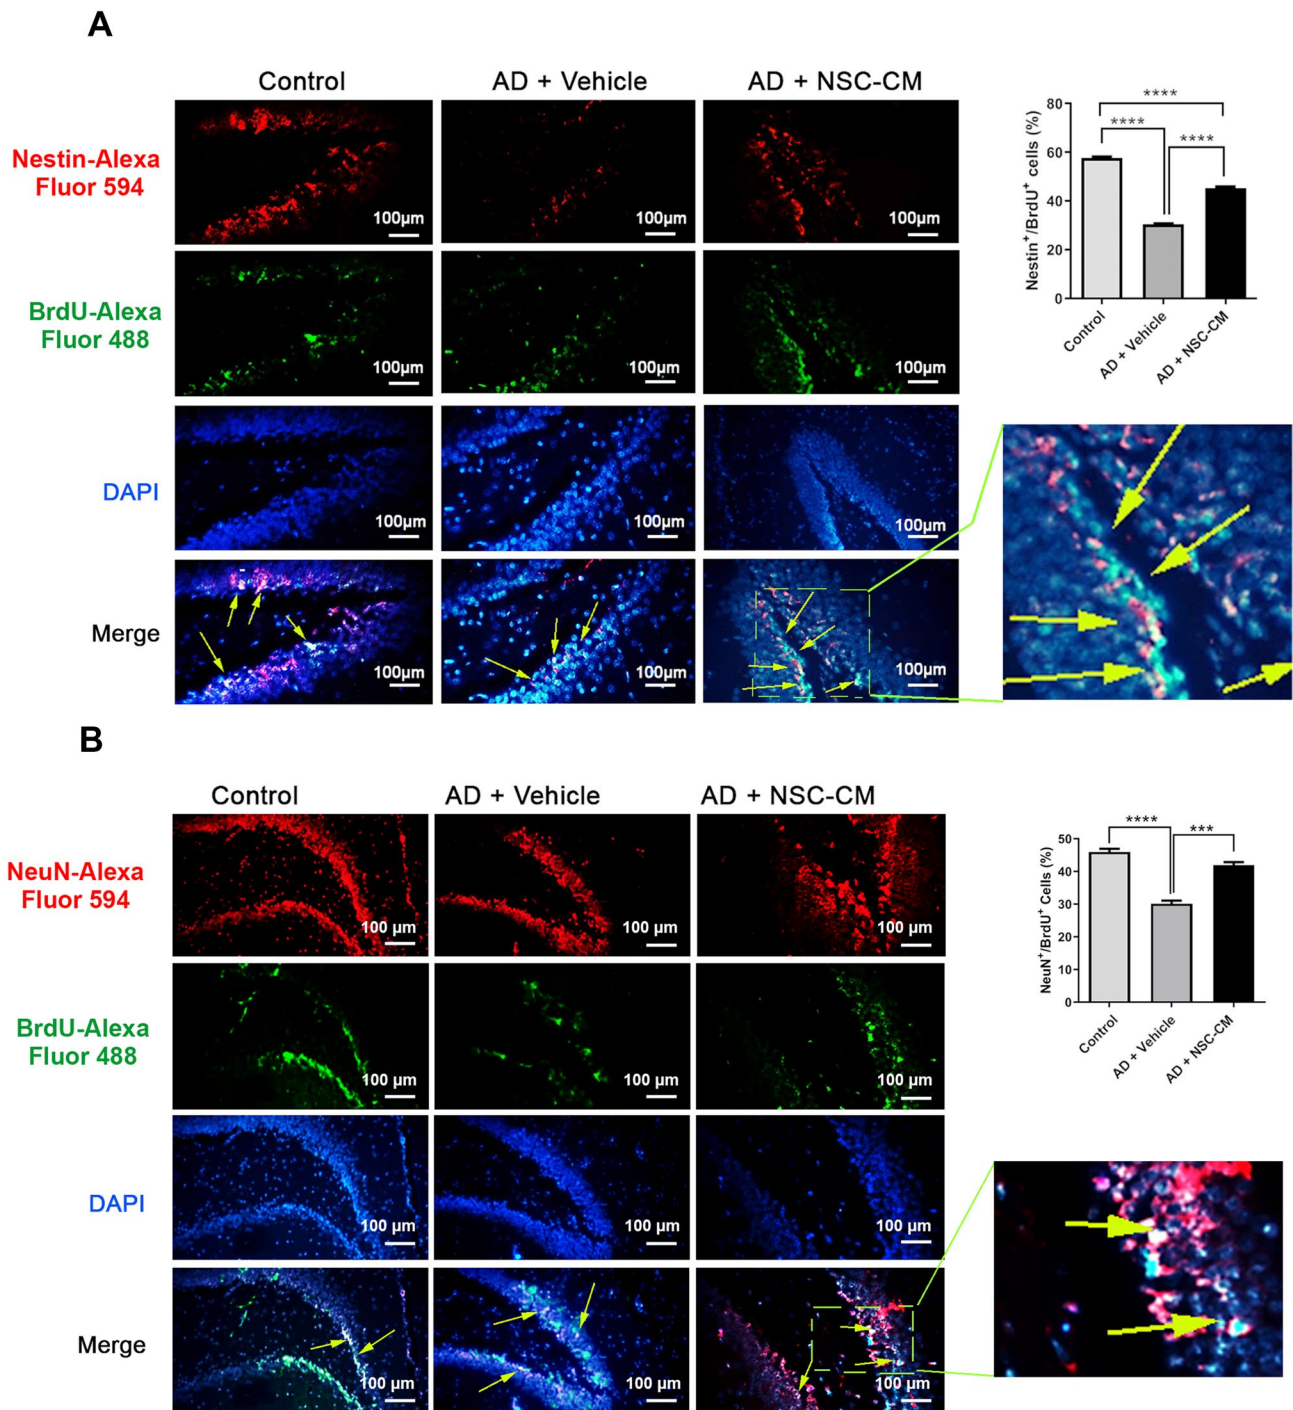 A
Control
AD + Vehicle
AD + NSC-CM
Nestin-Alexa
Fluor 594
100µm
100µm
100µm
BrdU-Alexa
Fluor 488
100µm
100µm
100µm
DAPI
100µm
100µm
100µm
Merge
100µm
100µm
100µm
Nestin⁺/BrdU⁺ cells (%)
80
60
40
20
0
****
****
****
Control
AD + Vehicle
AD + NSC-CM
B
Control
AD + Vehicle
AD + NSC-CM
NeuN-Alexa
Fluor 594
100 µm
100 µm
100 µm
BrdU-Alexa
Fluor 488
100 µm
100 µm
100 µm
DAPI
100 µm
100 µm
100 µm
Merge
100 µm
100 µm
100 µm
NeuN⁺/BrdU⁺ Cells (%)
50
40
30
20
10
0
****
***
Control
AD + Vehicle
AD + NSC-CM